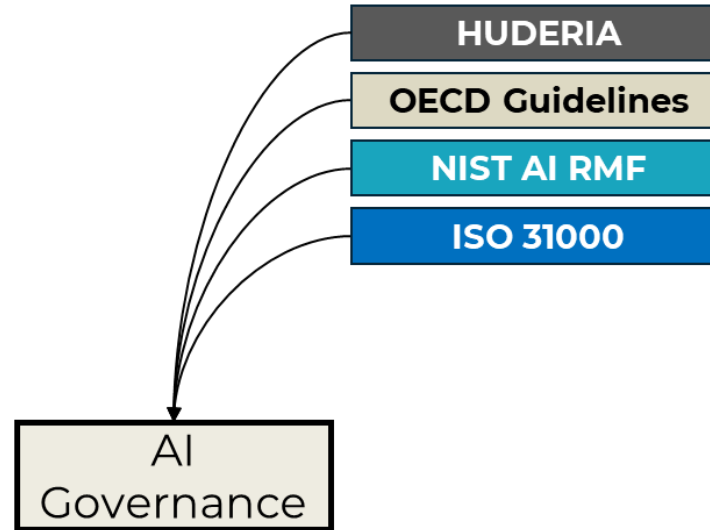 HUDERIA
OECD Guidelines
NIST AI RMF
ISO 31000
AI
Governance